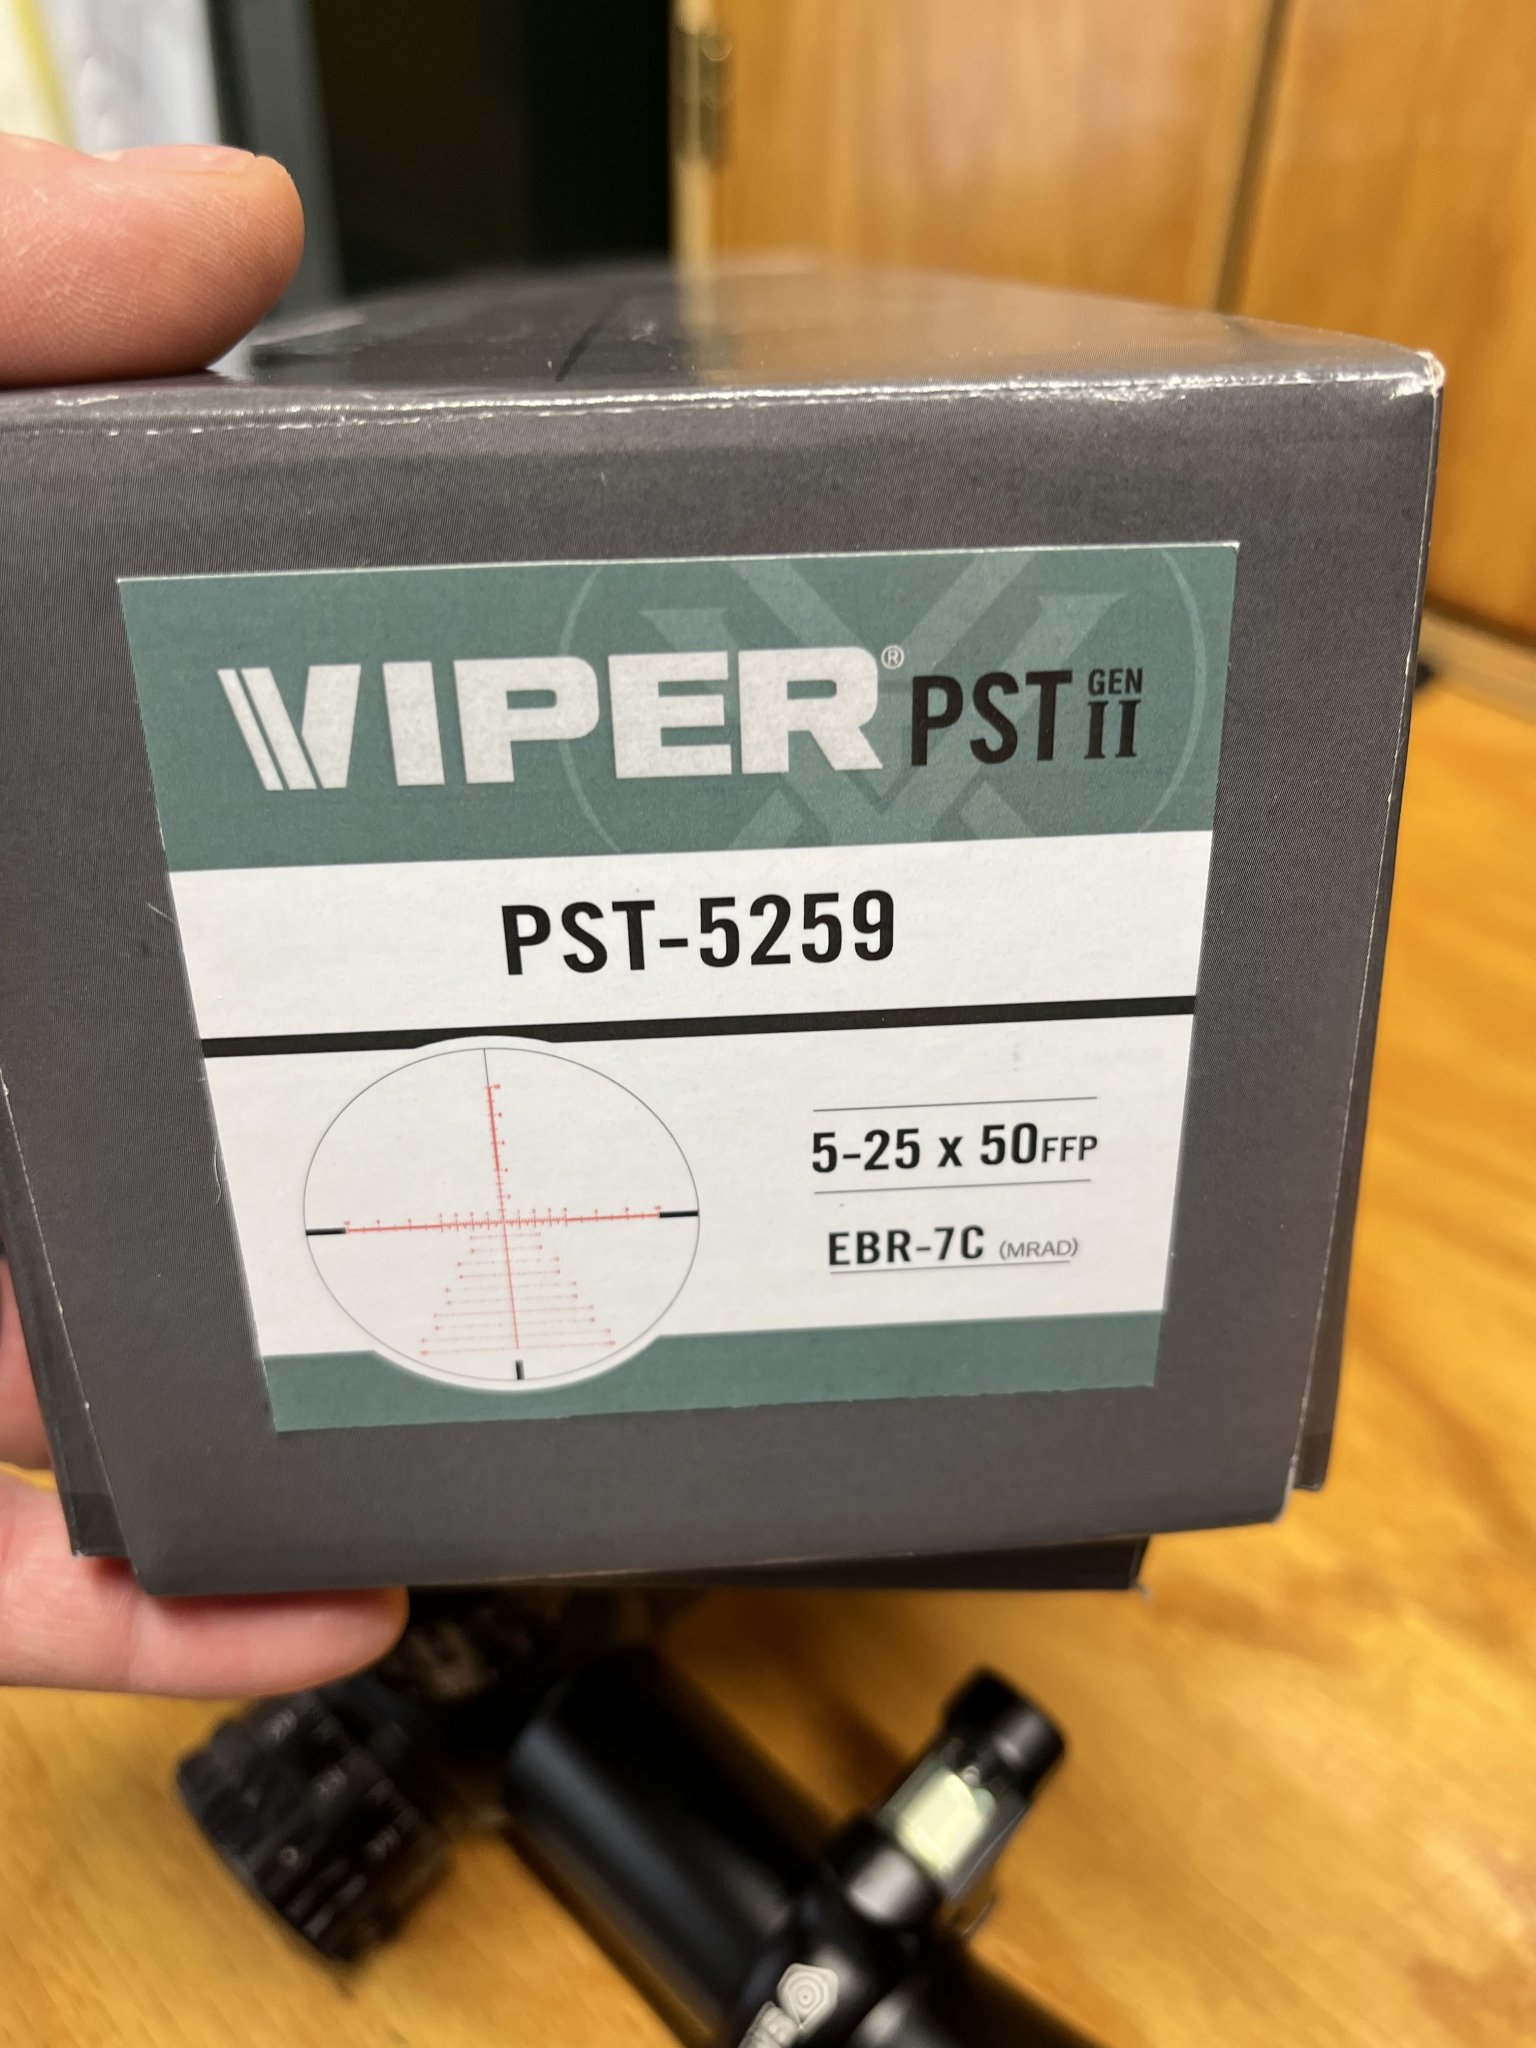 VIPER® PST GEN II
PST-5259
5-25 x 50FFP
EBR-7C (MRAD)